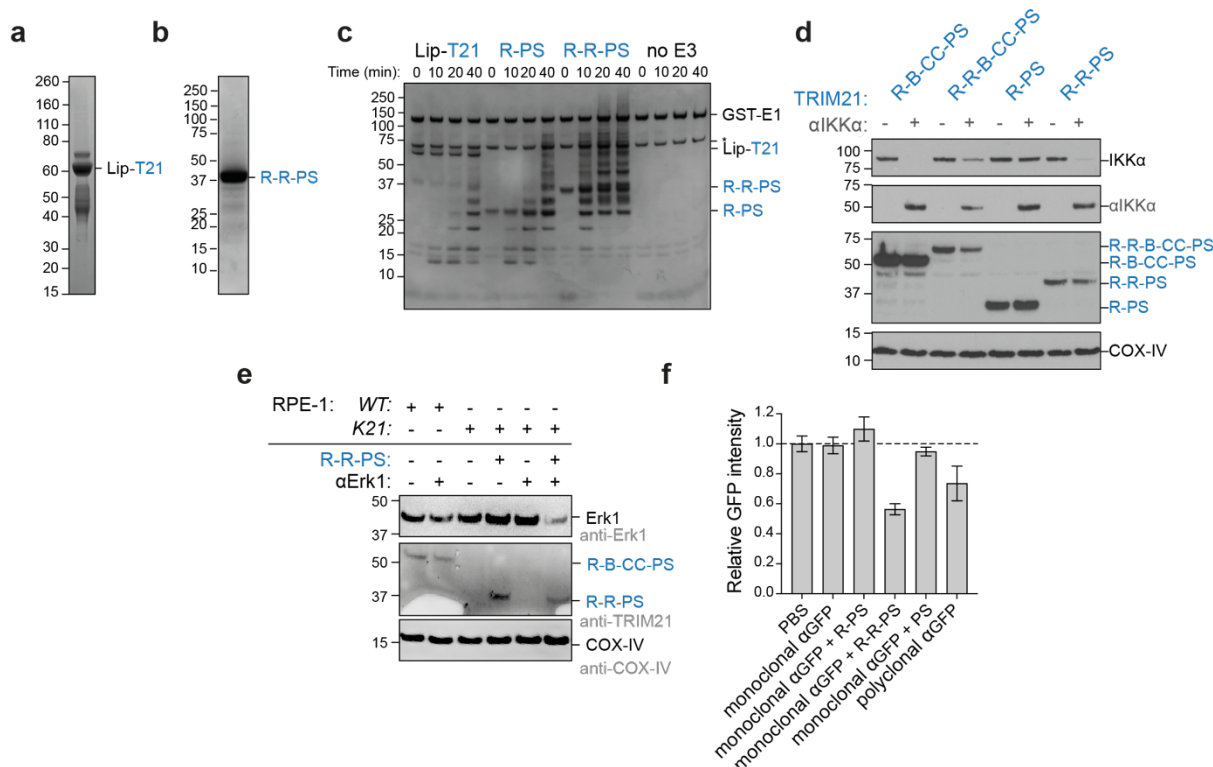 a
260
160
80
60
50
40
30
20
15
Lip-T21
b
260
160
80
50
37
25
20
15
10
R-R-PS
c
Lip-T21 R-PS R-R-PS no E3
Time (min): 0 10 20 40 0 10 20 40 0 10 20 40 0 10 20 40
250
150
100
75
50
37
25
20
15
10
GST-E1
*
Lip-T21
R-R-PS
R-PS
d
R-B-CC-PS R-R-B-CC-PS R-PS R-R-PS
TRIM21:
αIKKα: - + - + - + - +
100
75
IKKα
75
50
αIKKα
75
50
37
R-R-B-CC-PS
R-B-CC-PS
R-R-PS
R-PS
15
10
COX-IV
e
RPE-1: WT: + + - - - -
K21: - - + + + +
R-R-PS: - - - + - +
αErk1: - + - - + +
50
37
Erk1
anti-Erk1
50
37
R-B-CC-PS
R-R-PS
anti-TRIM21
15
COX-IV
anti-COX-IV
f
Relative GFP intensity
1.2
1.0
0.8
0.6
0.4
0.2
0
PBS
monoclonal αGFP
monoclonal αGFP + R-PS
monoclonal αGFP + R-R-PS
monoclonal αGFP + PS
polyclonal αGFP